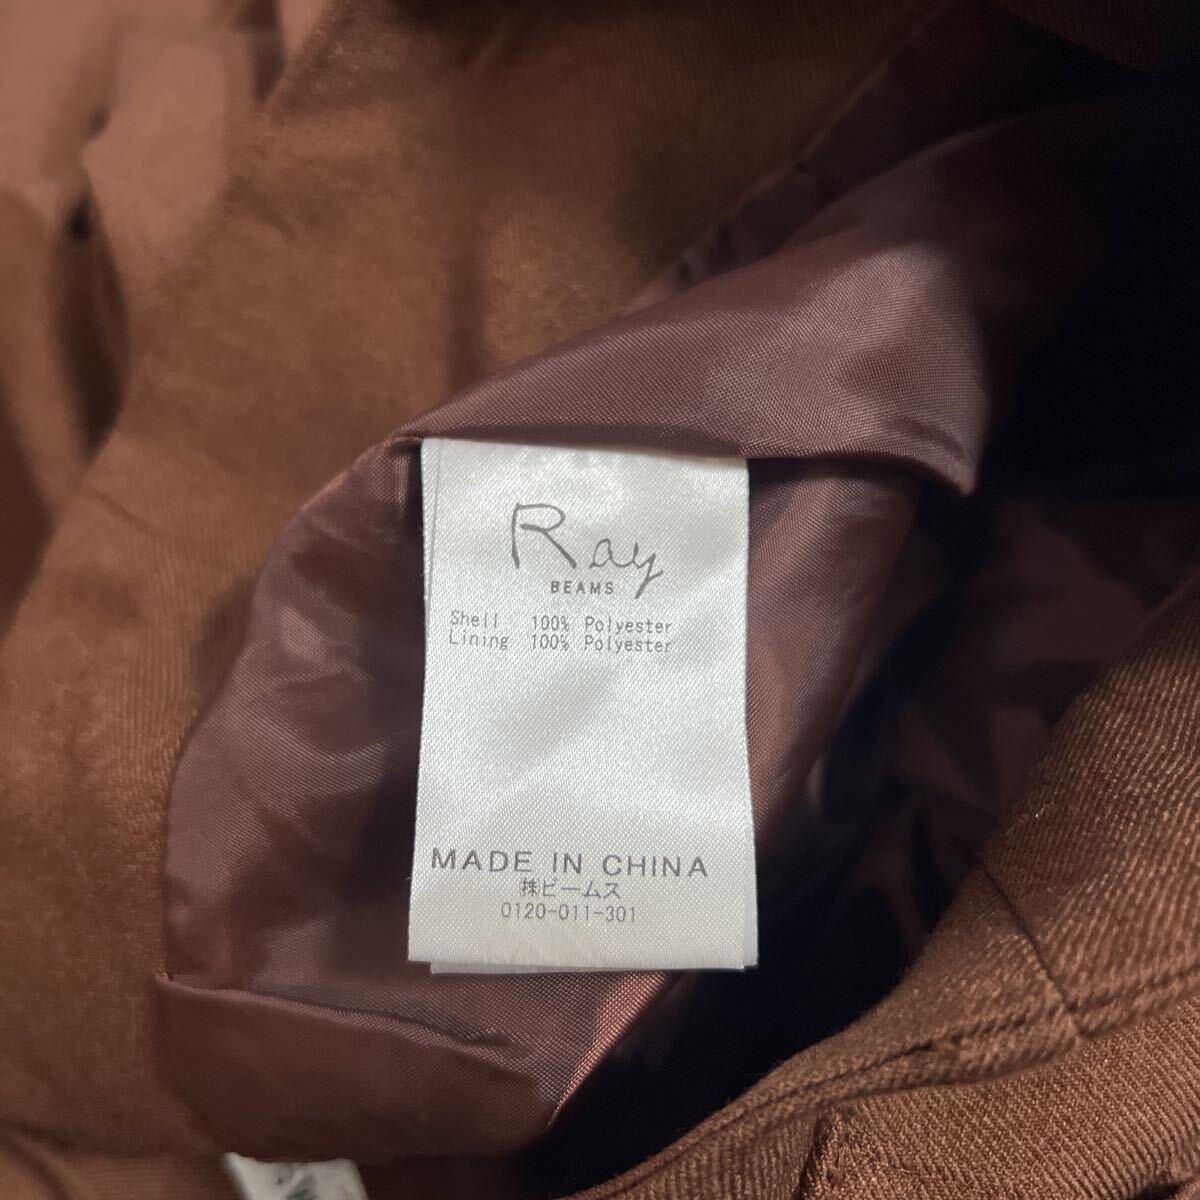 Ray
BEAMS
Shell 100% Polyester
Lining 100% Polyester
MADE IN CHINA
㈱ビームス
0120-011-301